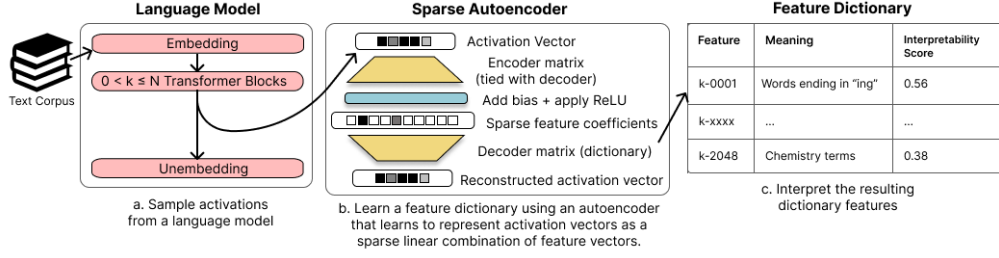 Language Model
Text Corpus
Embedding
0 < k ≤ N Transformer Blocks
Unembedding
a. Sample activations
from a language model
Sparse Autoencoder
Activation Vector
Encoder matrix
(tied with decoder)
Add bias + apply ReLU
Sparse feature coefficients
Decoder matrix (dictionary)
Reconstructed activation vector
b. Learn a feature dictionary using an autoencoder
that learns to represent activation vectors as a
sparse linear combination of feature vectors.
Feature Dictionary
Feature Meaning Interpretability
Score
k-0001 Words ending in “ing” 0.56
k-xxxx ... ...
k-2048 Chemistry terms 0.38
c. Interpret the resulting
dictionary features